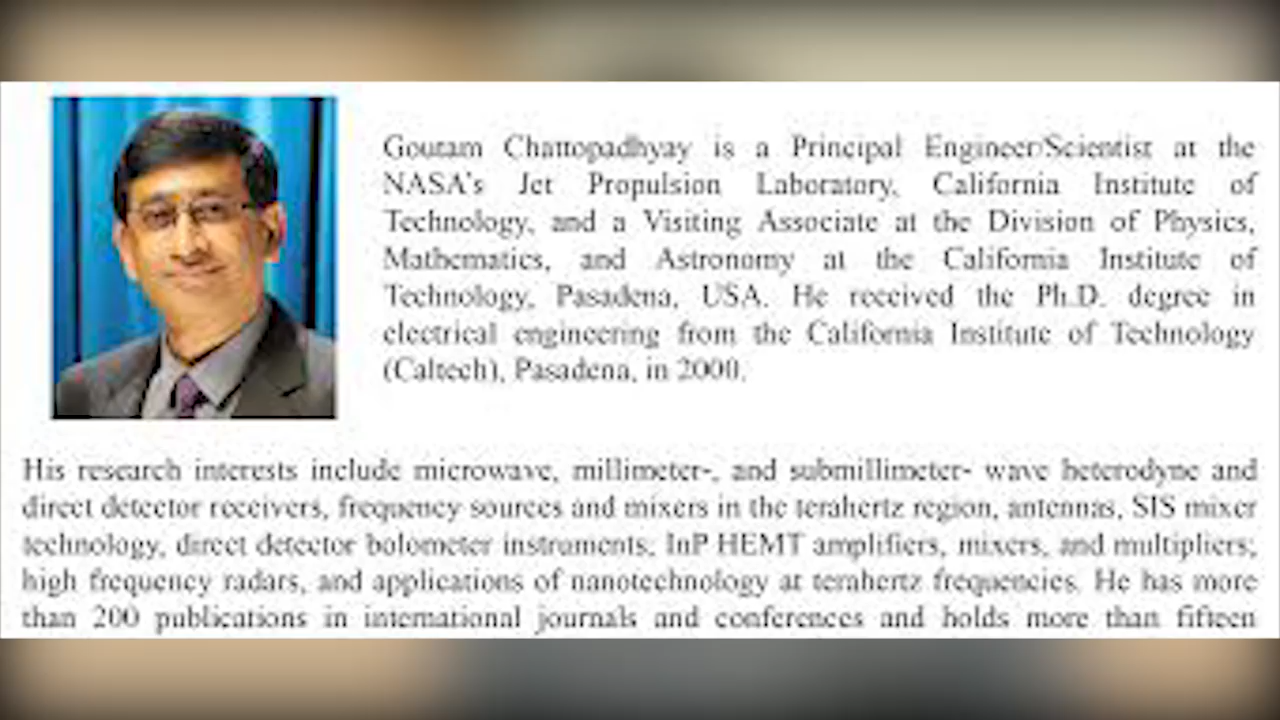 Goutam Chattopadhyay is a Principal Engineer/Scientist at the
NASA's Jet Propulsion Laboratory, California Institute of
Technology, and a Visiting Associate at the Division of Physics,
Mathematics, and Astronomy at the California Institute of
Technology, Pasadena, USA. He received the Ph.D. degree in
electrical engineering from the California Institute of Technology
(Caltech), Pasadena, in 2000.
His research interests include microwave, millimeter-, and submillimeter- wave heterodyne and
direct detector receivers, frequency sources and mixers in the terahertz region, antennas, SIS mixer
technology, direct detector bolometer instruments; InP HEMT amplifiers, mixers, and multipliers;
high frequency radars, and applications of nanotechnology at terahertz frequencies. He has more
than 200 publications in international journals and conferences and holds more than fifteen